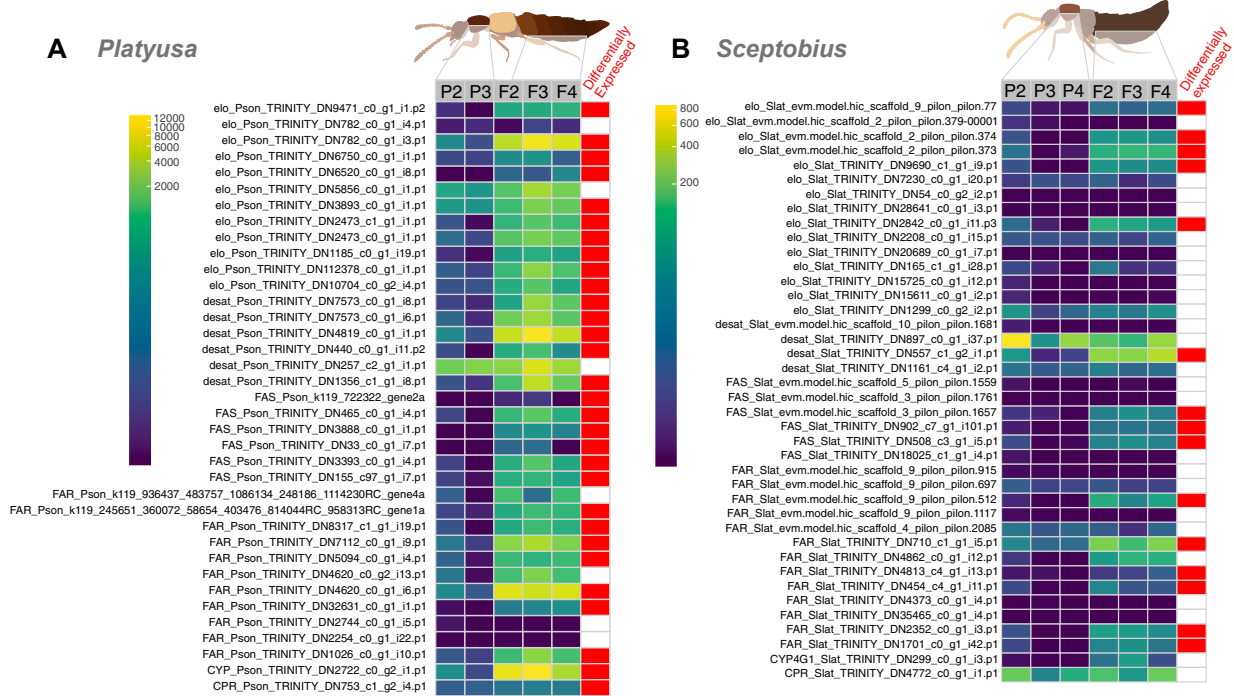 A Platyusa
Differentially
Expressed
P2 P3 F2 F3 F4
12000
10000
8000
6000
4000
2000
elo_Pson_TRINITY_DN9471_c0_g1_i1.p2
elo_Pson_TRINITY_DN782_c0_g1_i4.p1
elo_Pson_TRINITY_DN782_c0_g1_i3.p1
elo_Pson_TRINITY_DN6750_c0_g1_i1.p1
elo_Pson_TRINITY_DN6520_c0_g1_i8.p1
elo_Pson_TRINITY_DN5856_c0_g1_i1.p1
elo_Pson_TRINITY_DN3893_c0_g1_i1.p1
elo_Pson_TRINITY_DN2473_c1_g1_i1.p1
elo_Pson_TRINITY_DN2473_c0_g1_i1.p1
elo_Pson_TRINITY_DN1185_c0_g1_i19.p1
elo_Pson_TRINITY_DN112378_c0_g1_i1.p1
elo_Pson_TRINITY_DN10704_c0_g2_i4.p1
desat_Pson_TRINITY_DN7573_c0_g1_i8.p1
desat_Pson_TRINITY_DN7573_c0_g1_i6.p1
desat_Pson_TRINITY_DN4819_c0_g1_i1.p1
desat_Pson_TRINITY_DN440_c0_g1_i11.p2
desat_Pson_TRINITY_DN257_c2_g1_i1.p1
desat_Pson_TRINITY_DN1356_c1_g1_i8.p1
FAS_Pson_k119_722322_gene2a
FAS_Pson_TRINITY_DN465_c0_g1_i4.p1
FAS_Pson_TRINITY_DN3888_c0_g1_i1.p1
FAS_Pson_TRINITY_DN33_c0_g1_i7.p1
FAS_Pson_TRINITY_DN3393_c0_g1_i4.p1
FAS_Pson_TRINITY_DN155_c97_g1_i7.p1
FAR_Pson_k119_936437_483757_1086134_248186_1114230RC_gene4a
FAR_Pson_k119_245651_360072_58654_403476_814044RC_958313RC_gene1a
FAR_Pson_TRINITY_DN8317_c1_g1_i19.p1
FAR_Pson_TRINITY_DN7112_c0_g1_i9.p1
FAR_Pson_TRINITY_DN5094_c0_g1_i4.p1
FAR_Pson_TRINITY_DN4620_c0_g2_i13.p1
FAR_Pson_TRINITY_DN4620_c0_g1_i6.p1
FAR_Pson_TRINITY_DN32631_c0_g1_i1.p1
FAR_Pson_TRINITY_DN2744_c0_g1_i5.p1
FAR_Pson_TRINITY_DN2254_c0_g1_i22.p1
FAR_Pson_TRINITY_DN1026_c0_g1_i10.p1
CYP_Pson_TRINITY_DN2722_c0_g2_i1.p1
CPR_Pson_TRINITY_DN753_c1_g2_i4.p1
B Sceptobius
Differentially
expressed
P2 P3 P4 F2 F3 F4
800
600
400
200
elo_Slat_evm.model.hic_scaffold_9_pilon_pilon.77
elo_Slat_evm.model.hic_scaffold_2_pilon_pilon.379-00001
elo_Slat_evm.model.hic_scaffold_2_pilon_pilon.374
elo_Slat_evm.model.hic_scaffold_2_pilon_pilon.373
elo_Slat_TRINITY_DN9690_c1_g1_i9.p1
elo_Slat_TRINITY_DN7230_c0_g1_i20.p1
elo_Slat_TRINITY_DN54_c0_g2_i2.p1
elo_Slat_TRINITY_DN28641_c0_g1_i3.p1
elo_Slat_TRINITY_DN2842_c0_g1_i11.p3
elo_Slat_TRINITY_DN2208_c0_g1_i15.p1
elo_Slat_TRINITY_DN20689_c0_g1_i7.p1
elo_Slat_TRINITY_DN165_c1_g1_i28.p1
elo_Slat_TRINITY_DN15725_c0_g1_i12.p1
elo_Slat_TRINITY_DN15611_c0_g1_i2.p1
elo_Slat_TRINITY_DN1299_c0_g2_i2.p1
desat_Slat_evm.model.hic_scaffold_10_pilon_pilon.1681
desat_Slat_TRINITY_DN897_c0_g1_i37.p1
desat_Slat_TRINITY_DN557_c1_g2_i1.p1
desat_Slat_TRINITY_DN1161_c4_g1_i2.p1
FAS_Slat_evm.model.hic_scaffold_5_pilon_pilon.1559
FAS_Slat_evm.model.hic_scaffold_3_pilon_pilon.1761
FAS_Slat_evm.model.hic_scaffold_3_pilon_pilon.1657
FAS_Slat_TRINITY_DN902_c7_g1_i101.p1
FAS_Slat_TRINITY_DN508_c3_g1_i5.p1
FAS_Slat_TRINITY_DN18025_c1_g1_i4.p1
FAR_Slat_evm.model.hic_scaffold_9_pilon_pilon.915
FAR_Slat_evm.model.hic_scaffold_9_pilon_pilon.697
FAR_Slat_evm.model.hic_scaffold_9_pilon_pilon.512
FAR_Slat_evm.model.hic_scaffold_9_pilon_pilon.1117
FAR_Slat_evm.model.hic_scaffold_4_pilon_pilon.2085
FAR_Slat_TRINITY_DN710_c1_g1_i5.p1
FAR_Slat_TRINITY_DN4862_c0_g1_i12.p1
FAR_Slat_TRINITY_DN4813_c4_g1_i13.p1
FAR_Slat_TRINITY_DN454_c4_g1_i11.p1
FAR_Slat_TRINITY_DN4373_c0_g1_i4.p1
FAR_Slat_TRINITY_DN35465_c0_g1_i4.p1
FAR_Slat_TRINITY_DN2352_c0_g1_i3.p1
FAR_Slat_TRINITY_DN1701_c0_g1_i42.p1
CYP4G1_Slat_TRINITY_DN299_c0_g1_i3.p1
CPR_Slat_TRINITY_DN4772_c0_g1_i1.p1